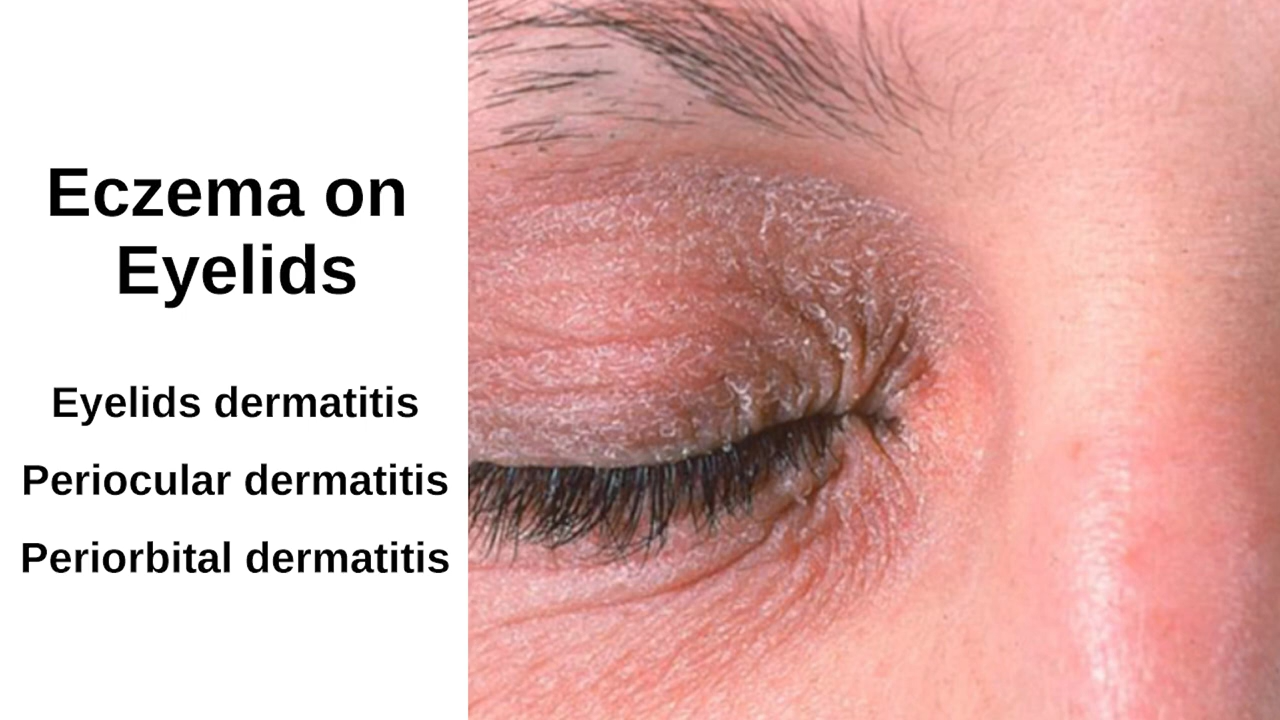 Eczema on
Eyelids
Eyelids dermatitis
Periocular dermatitis
Periorbital dermatitis